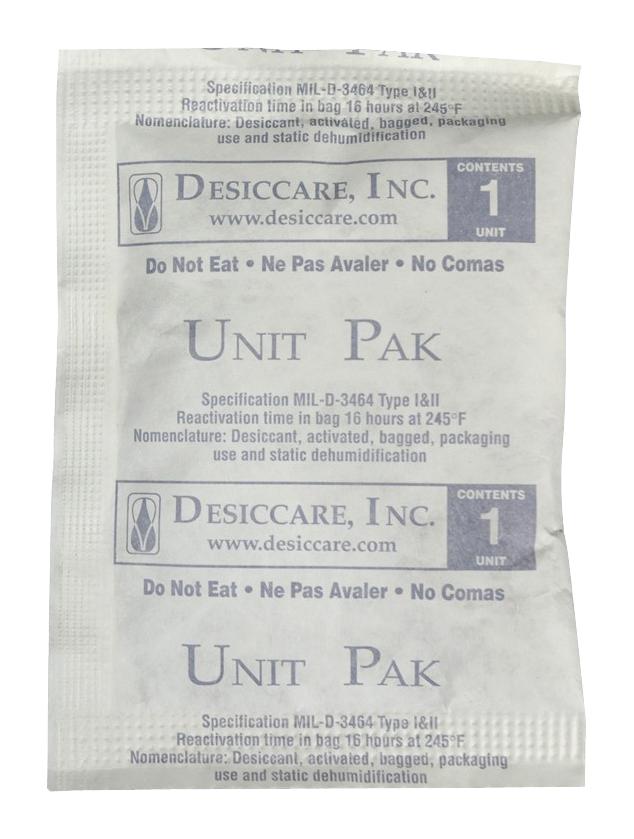 UNIT PAK
Specification MIL-D-3464 Type I&II
Reactivation time in bag 16 hours at 245°F
Nomenclature: Desiccant, activated, bagged, packaging
use and static dehumidification
DESICCARE, INC.
www.desiccare.com
CONTENTS
1
UNIT
Do Not Eat • Ne Pas Avaler • No Comas
UNIT PAK
Specification MIL-D-3464 Type I&II
Reactivation time in bag 16 hours at 245°F
Nomenclature: Desiccant, activated, bagged, packaging
use and static dehumidification
DESICCARE, INC.
www.desiccare.com
CONTENTS
1
UNIT
Do Not Eat • Ne Pas Avaler • No Comas
UNIT PAK
Specification MIL-D-3464 Type I&II
Reactivation time in bag 16 hours at 245°F
Nomenclature: Desiccant, activated, bagged, packaging
use and static dehumidification